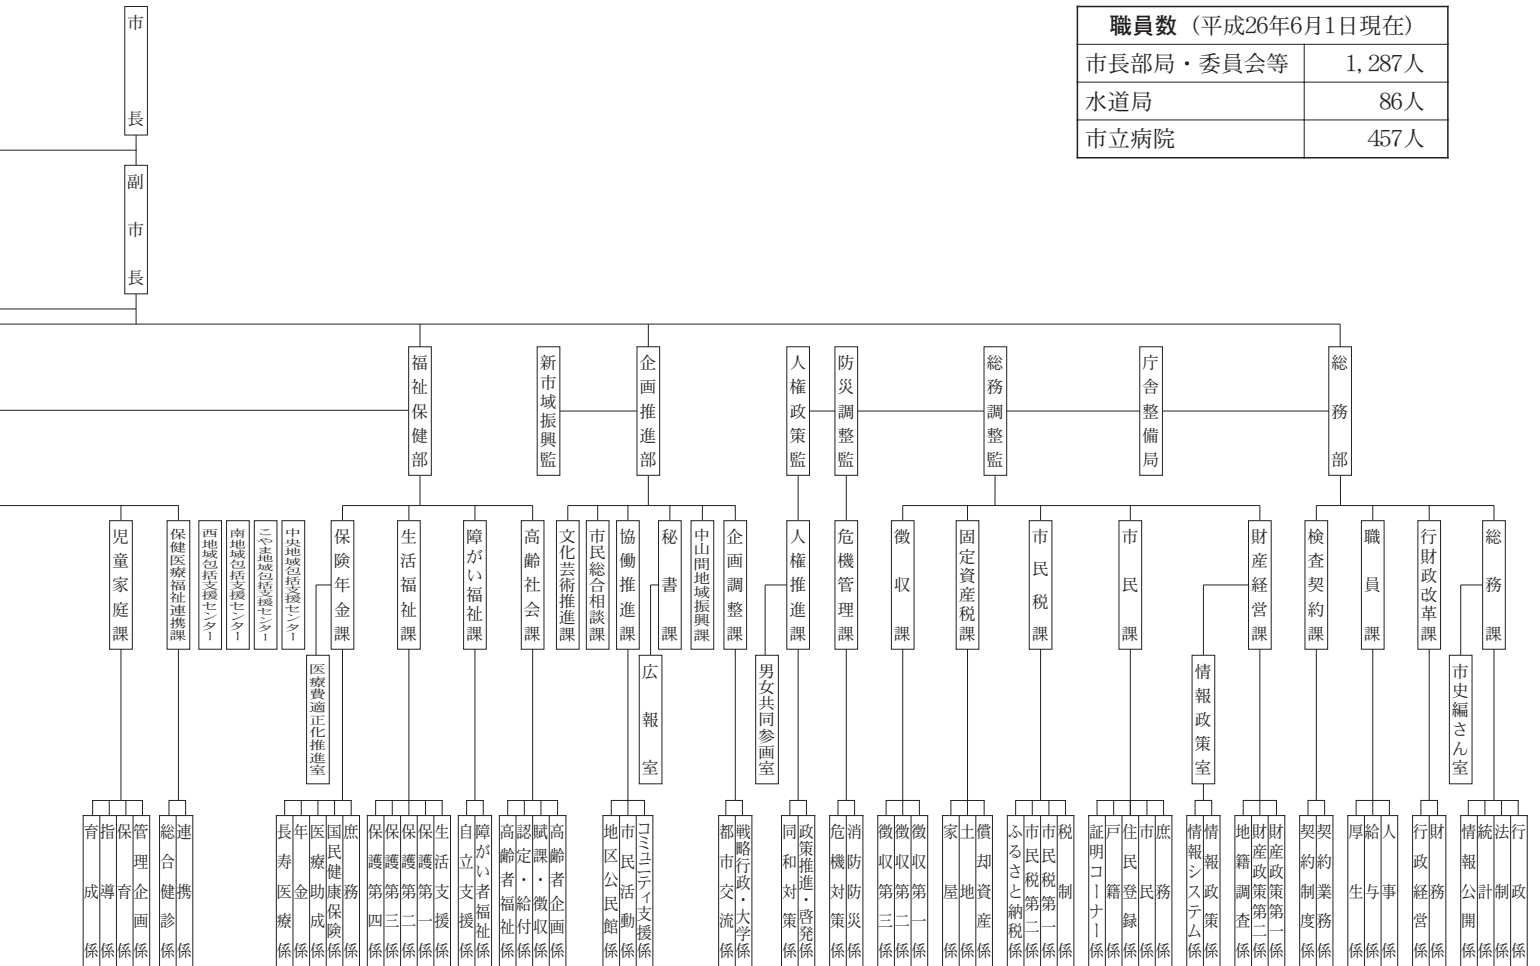 職員数（平成26年6月1日現在）
市長部局・委員会等 1,287人
水道局 86人
市立病院 457人
市長
副市長
総務部
庁舎整備局
総務調整監
防災調整監
人権政策監
企画推進部
新市域振興監
福祉保健部
総務課
行財政改革課
職員課
検査契約課
財産経営課
市民課
市民税課
固定資産税課
徴収課
危機管理課
人権推進課
企画調整課
中山間地域振興課
秘書課
協働推進課
市民総合相談課
文化芸術推進課
高齢社会課
障がい福祉課
生活福祉課
保険年金課
中央地域包括支援センター
こやま地域包括支援センター
南地域包括支援センター
西地域包括支援センター
保健医療福祉連携課
児童家庭課
市史編さん室
情報政策室
男女共同参画室
広報室
医療費適正化推進室
行政係
法制係
統計係
情報公開係
財務係
行政経営係
人事係
給与係
厚生係
契約業務係
契約制度係
財産政策第一係
財産政策第二係
地籍調査係
情報政策係
情報システム係
庶務係
市民係
住民登録係
戸籍係
証明コーナー係
税制係
市民税第一係
市民税第二係
ふるさと納税係
償却資産係
土地係
家屋係
徴収第一係
徴収第二係
徴収第三係
消防防災係
危機対策係
政策推進・啓発係
同和対策係
戦略行政・大学係
都市交流係
コミュニティ支援係
市民活動係
地区公民館係
高齢者企画係
賦課・徴収係
認定・給付係
高齢者福祉係
障がい者福祉係
自立支援係
生活支援係
保護第一係
保護第二係
保護第三係
保護第四係
庶務係
国民健康保険係
医療助成係
年金係
長寿医療係
連携係
総合健診係
管理企画係
保育係
指導係
育成係